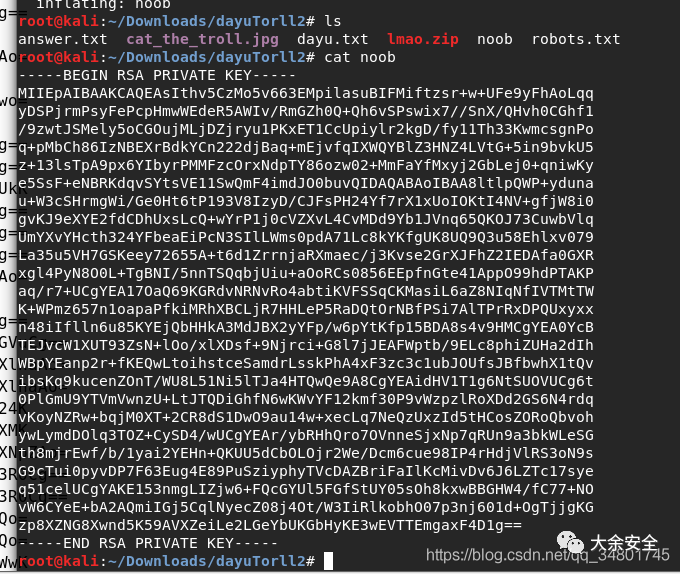 inflating: noob
root@kali:~/Downloads/dayuTorll2# ls
answer.txt cat_the_troll.jpg dayu.txt lmao.zip noob robots.txt
root@kali:~/Downloads/dayuTorll2# cat noob
-----BEGIN RSA PRIVATE KEY-----
MIIEpAIBAAKCAQEAsIthv5CzMo5v663EMpilasuBIFMiftzsr+w+UFe9yFhAoLqq
yDSPjrmPsyFePcpHmwWEdeR5AWIv/RmGZh0Q+Qh6vSPswix7//SnX/QHvh0CGhf1
/9zwtJSMely5oCGOujMLjDZjryu1PKxET1CcUpiylr2kgD/fy11Th33KwmcsgnPo
q+pMbCh86IzNBEXrBdkYCn222djBaq+mEjvfqIXWQYBlZ3HNZ4LVtG+5in9bvkU5
z+13lsTpA9px6YIbyrPMMFzcOrxNdpTY86ozw02+MmFaYfMxyj2GbLej0+qniwKy
e5SsF+eNBRKdqvSYtsVE11SwQmF4imdJO0buvQIDAQABAoIBAA8ltlpQWP+yduna
u+W3cSHrmgWi/Ge0Ht6tP193V8IzyD/CJFsPH24Yf7rX1xUoIOKtI4NV+gfjW8i0
gvKJ9eXYE2fdCDhUxsLcQ+wYrP1j0cVZXvL4CvMDd9Yb1JVnq65QKOJ73CuwbVlq
UmYXvYHcth324YFbeaEiPcN3SIlLWms0pdA71Lc8kYKfgUK8UQ9Q3u58Ehlxv079
La35u5VH7GSKeey72655A+t6d1ZrrnjaRXmaec/j3Kvse2GrXJFhZ2IEDAfa0GXR
xgl4PyN8O0L+TgBNI/5nnTSQqbjUiu+aOoRCs0856EEpfnGte41AppO99hdPTAKP
aq/r7+UCgYEA17OaQ69KGRdvNRNvRo4abtiKVFSSqCKMasiL6aZ8NIqNfIVTMtTW
K+WPmz657n1oapaPfkiMRhXBCLjR7HHLeP5RaDQtOrNBfPSi7AlTPrRxDPQUxyxx
n48iIflln6u85KYEjQbHHkA3MdJBX2yYFp/w6pYtKfp15BDA8s4v9HMCgYEA0YcB
TEJvcW1XUT93ZsN+lOo/xlXDsf+9Njrci+G8l7jJEAFWptb/9ELc8phiZUHa2dIh
WBpYEanp2r+fKEQwLtoihstceSamdrLsskPhA4xF3zc3c1ubJOUfsJBfbwhX1tQv
ibsKq9kucenZOnT/WU8L51Ni5lTJa4HTQwQe9A8CgYEAidHV1T1g6NtSUOVUCg6t
0PlGmU9YTVmVwnzU+LtJTQDiGhfN6wKWvYF12kmf30P9vWzpzlRoXDd2GS6N4rdq
vKoyNZRw+bqjM0XT+2CR8dS1DwO9au14w+xecLq7NeQzUxzId5tHCosZORoQbvoh
ywLymdDOlq3TOZ+CySD4/wUCgYEAr/ybRHhQro7OVnneSjxNp7qRUn9a3bkWLeSG
th8mjrEwf/b/1yai2YEHn+QKUU5dCbOLOjr2We/Dcm6cue98IP4rHdjVlRS3oN9s
G9cTui0pyvDP7F63Eug4E89PuSziyphyTVcDAZBriFaIlKcMivDv6J6LZTc17sye
q51celUCgYAKE153nmgLIZjw6+FQcGYUl5FGfStUY05sOh8kxwBBGHW4/fC77+NO
vW6CYeE+bA2AQmiIGj5CqlNyecZ08j4Ot/W3IiRlkobhO07p3nj601d+OgTjjgKG
zp8XZNG8Xwnd5K59AVXZeiLe2LGeYbUKGbHyKE3wEVTTEmgaxF4D1g==
-----END RSA PRIVATE KEY-----
root@kali:~/Downloads/dayuTorll2#
大余安全
https://blog.csdn.net/qq_34801745